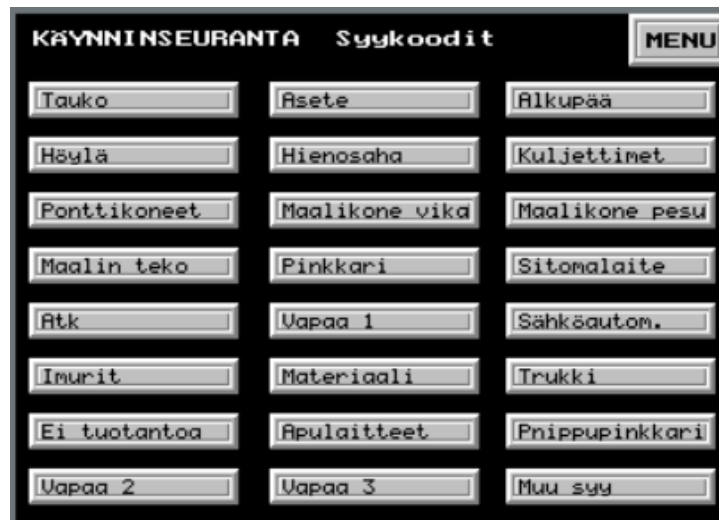 KÄYNNINSEURANTA Syykoodit MENU
Tauko Asete Alkupää
Höylä Hienosaha Kuljettimet
Ponttikoneet Maalikone vika Maalikone pesu
Maalin teko Pinkkari Sitomalaite
Atk Vapaa 1 Sähköautom.
Imurit Materiaali Trukki
Ei tuotantoa Apulaitteet Pnippupinkkari
Vapaa 2 Vapaa 3 Muu syy